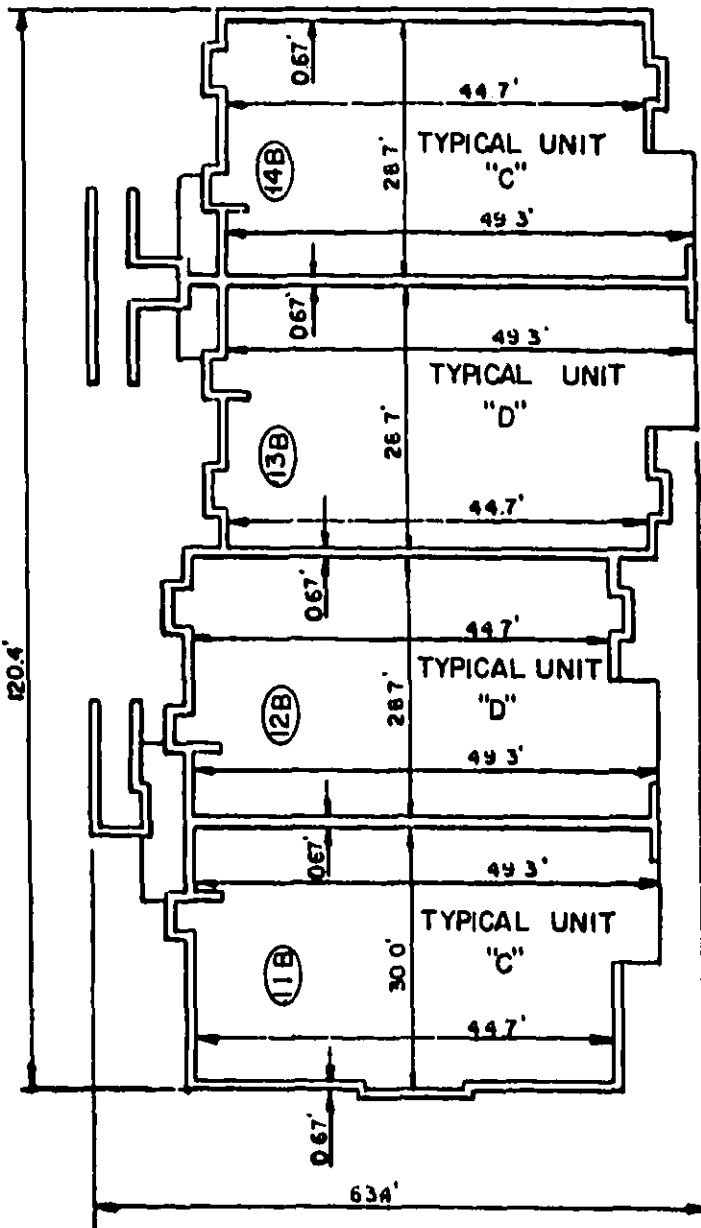 0.67'
44.7'
TYPICAL UNIT
"C"
14B
28.7'
49.3'
0.67'
49.3'
TYPICAL UNIT
"D"
13B
28.7'
44.7'
0.67'
44.7'
TYPICAL UNIT
"D"
12B
28.7'
120.4'
49.3'
0.67'
49.3'
TYPICAL UNIT
"C"
11B
30.0'
44.7'
0.67'
63.4'